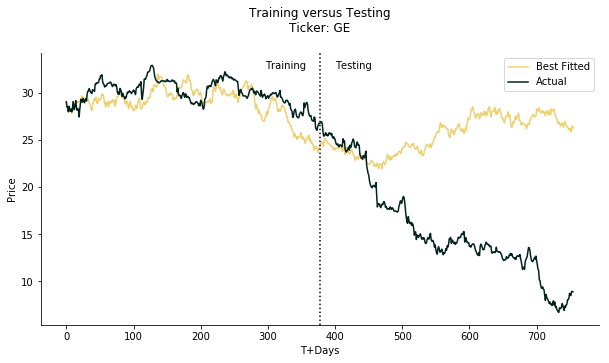 Training versus Testing
Ticker: GE
Training
Testing
Best Fitted
Actual
Price
30
25
20
15
10
0
100
200
300
400
500
600
700
T+Days